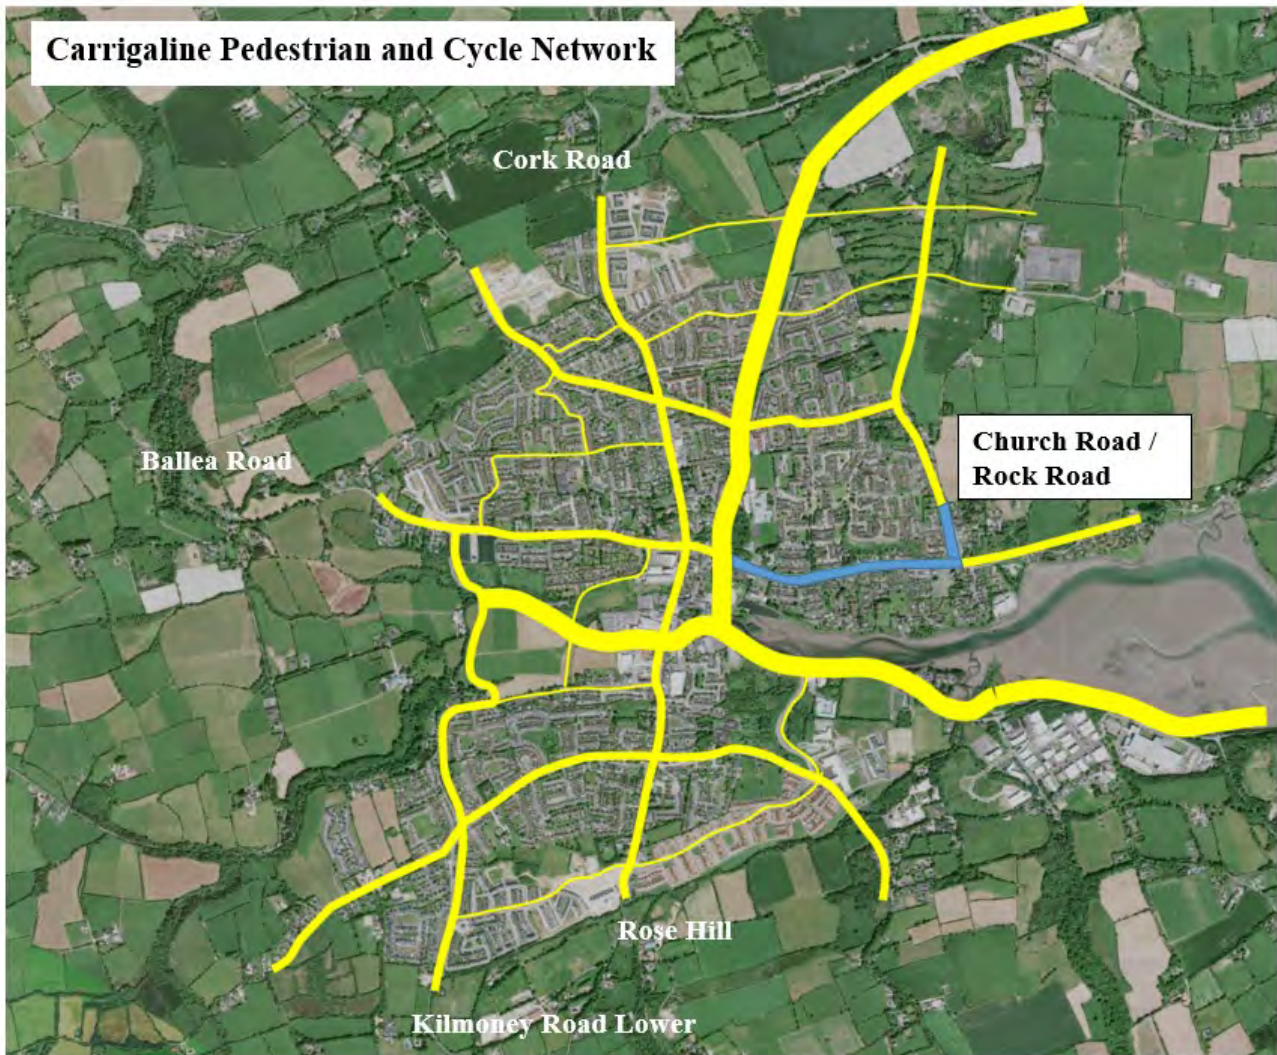 Carrigaline Pedestrian and Cycle Network
Cork Road
Church Road /
Rock Road
Ballea Road
Rose Hill
Kilmoney Road Lower